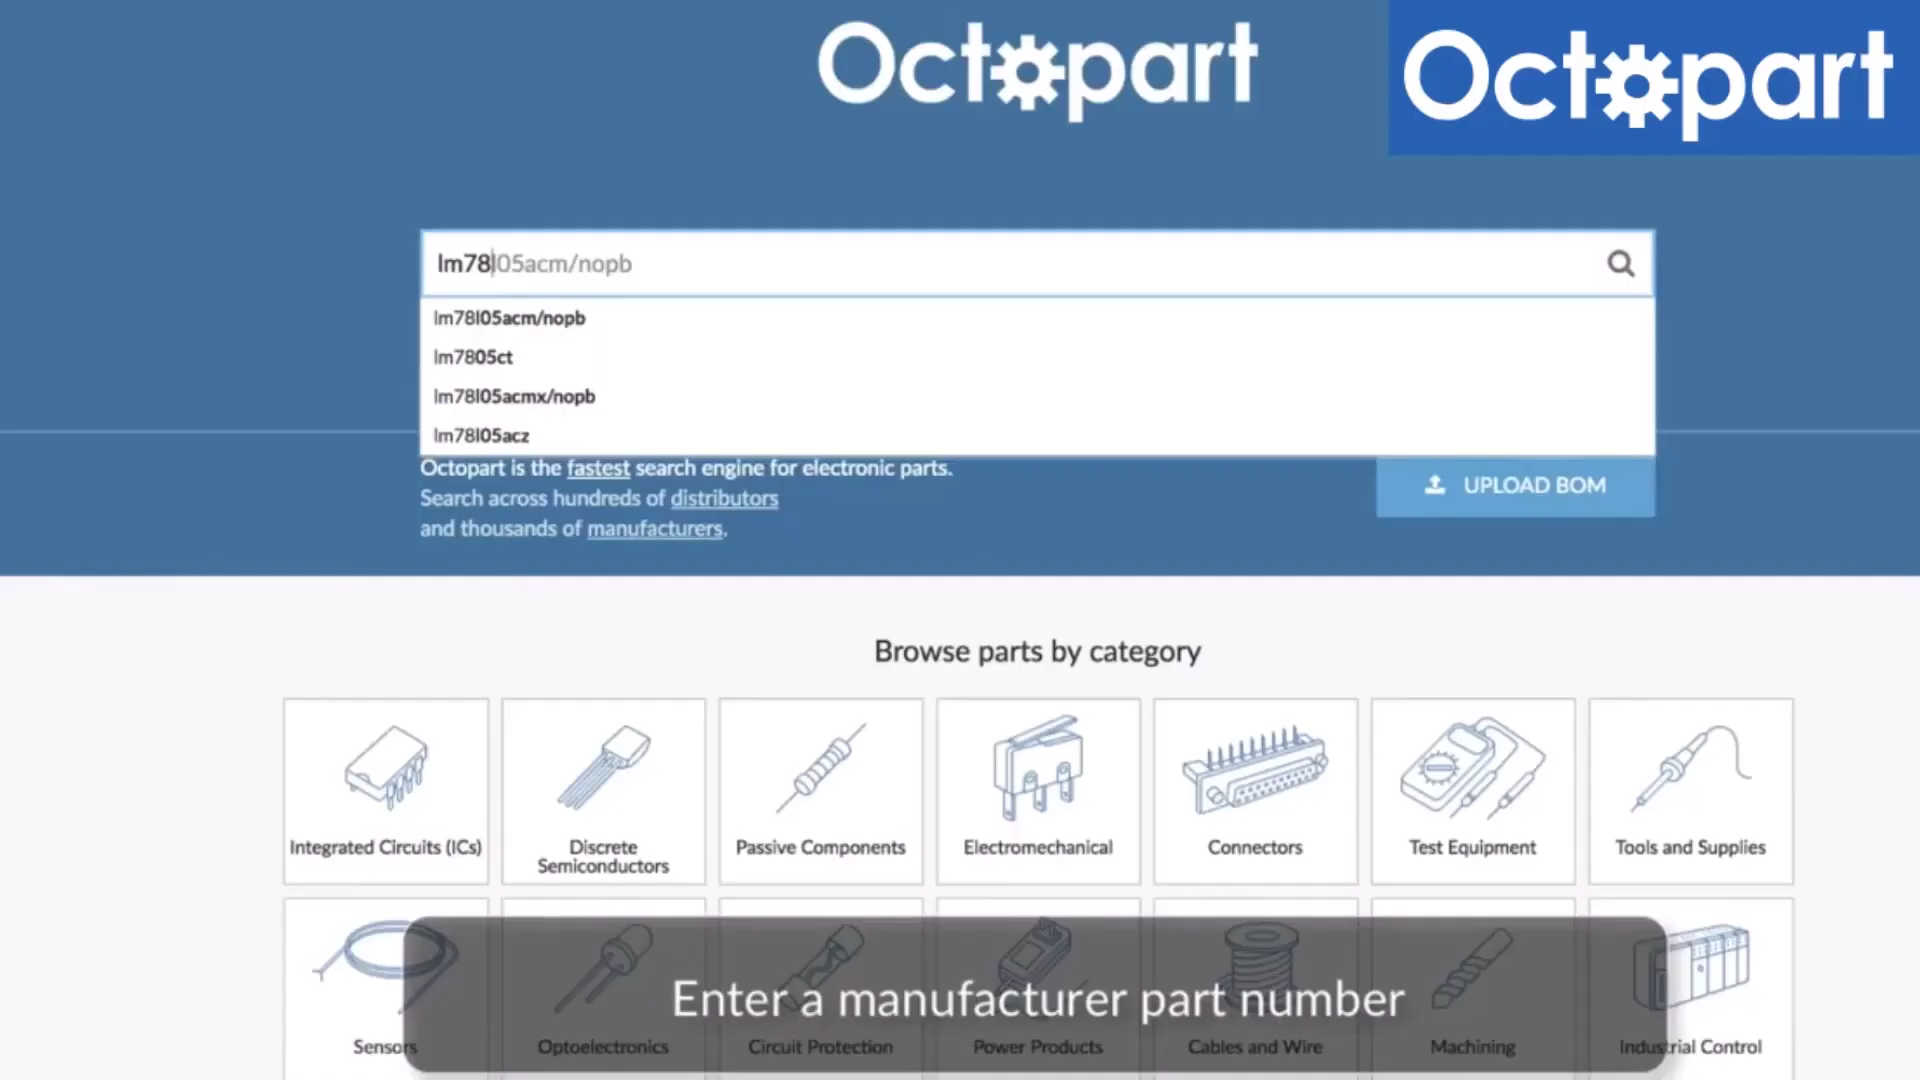 Octopart
Octopart
lm78l05acm/nopb
lm78l05acm/nopb
lm7805ct
lm78l05acmx/nopb
lm78l05acz
Octopart is the fastest search engine for electronic parts.
Search across hundreds of distributors
and thousands of manufacturers.
UPLOAD BOM
Browse parts by category
Integrated Circuits (ICs)
Discrete
Semiconductors
Passive Components
Electromechanical
Connectors
Test Equipment
Tools and Supplies
Enter a manufacturer part number
Sensors
Optoelectronics
Circuit Protection
Power Products
Cables and Wire
Machining
Industrial Control